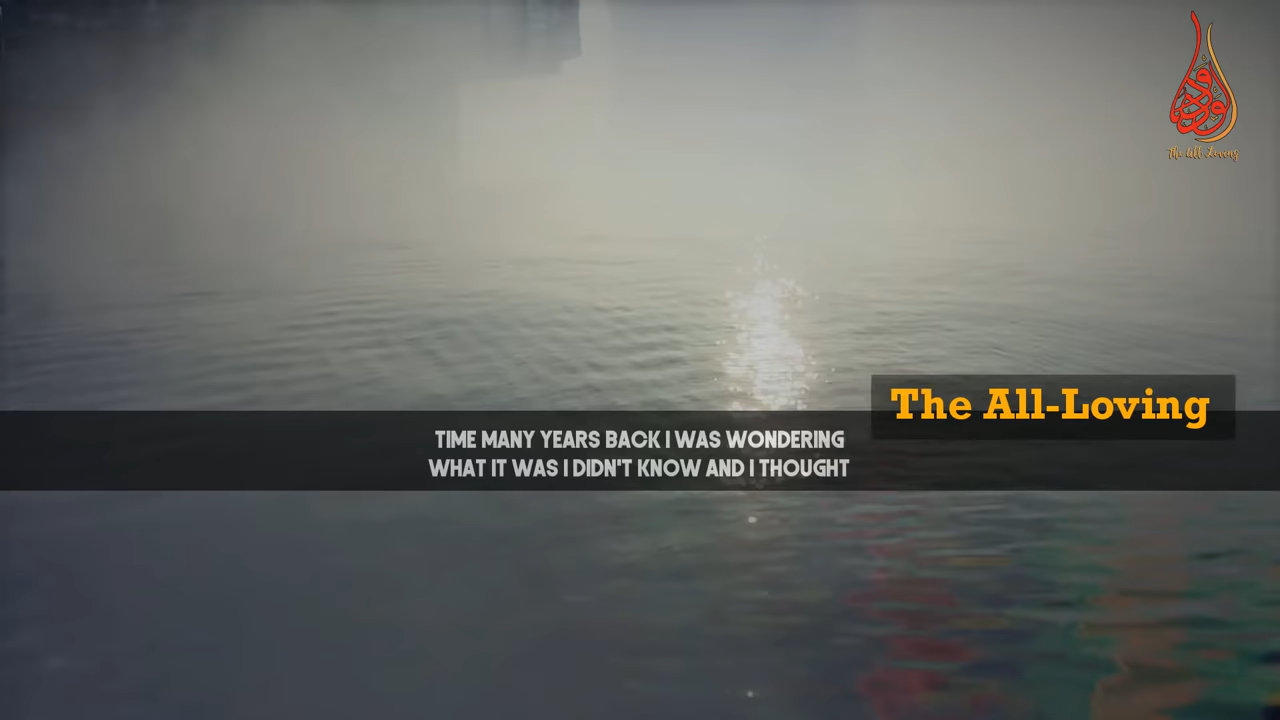 The All Loving
The All-Loving
TIME MANY YEARS BACK I WAS WONDERING
WHAT IT WAS I DIDN'T KNOW AND I THOUGHT